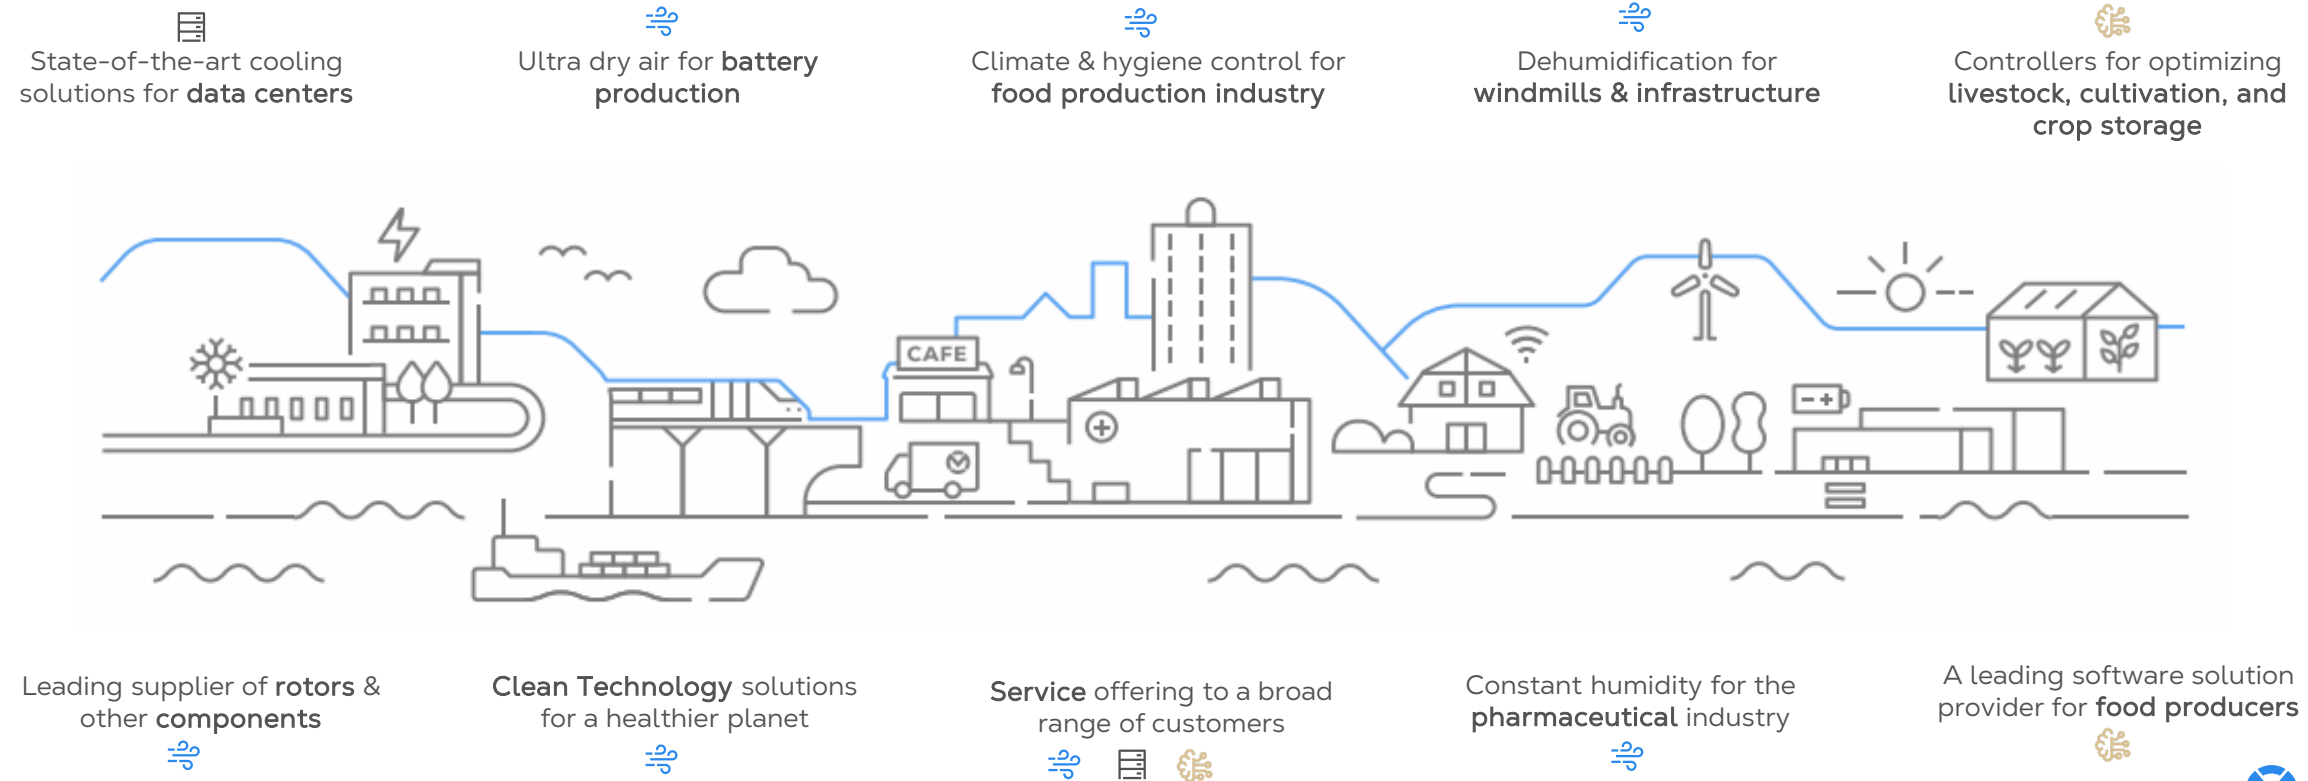 State-of-the-art cooling
solutions for data centers
Ultra dry air for battery
production
Climate & hygiene control for
food production industry
Dehumidification for
windmills & infrastructure
Controllers for optimizing
livestock, cultivation, and
crop storage
CAFE
Leading supplier of rotors &
other components
Clean Technology solutions
for a healthier planet
Service offering to a broad
range of customers
Constant humidity for the
pharmaceutical industry
A leading software solution
provider for food producers